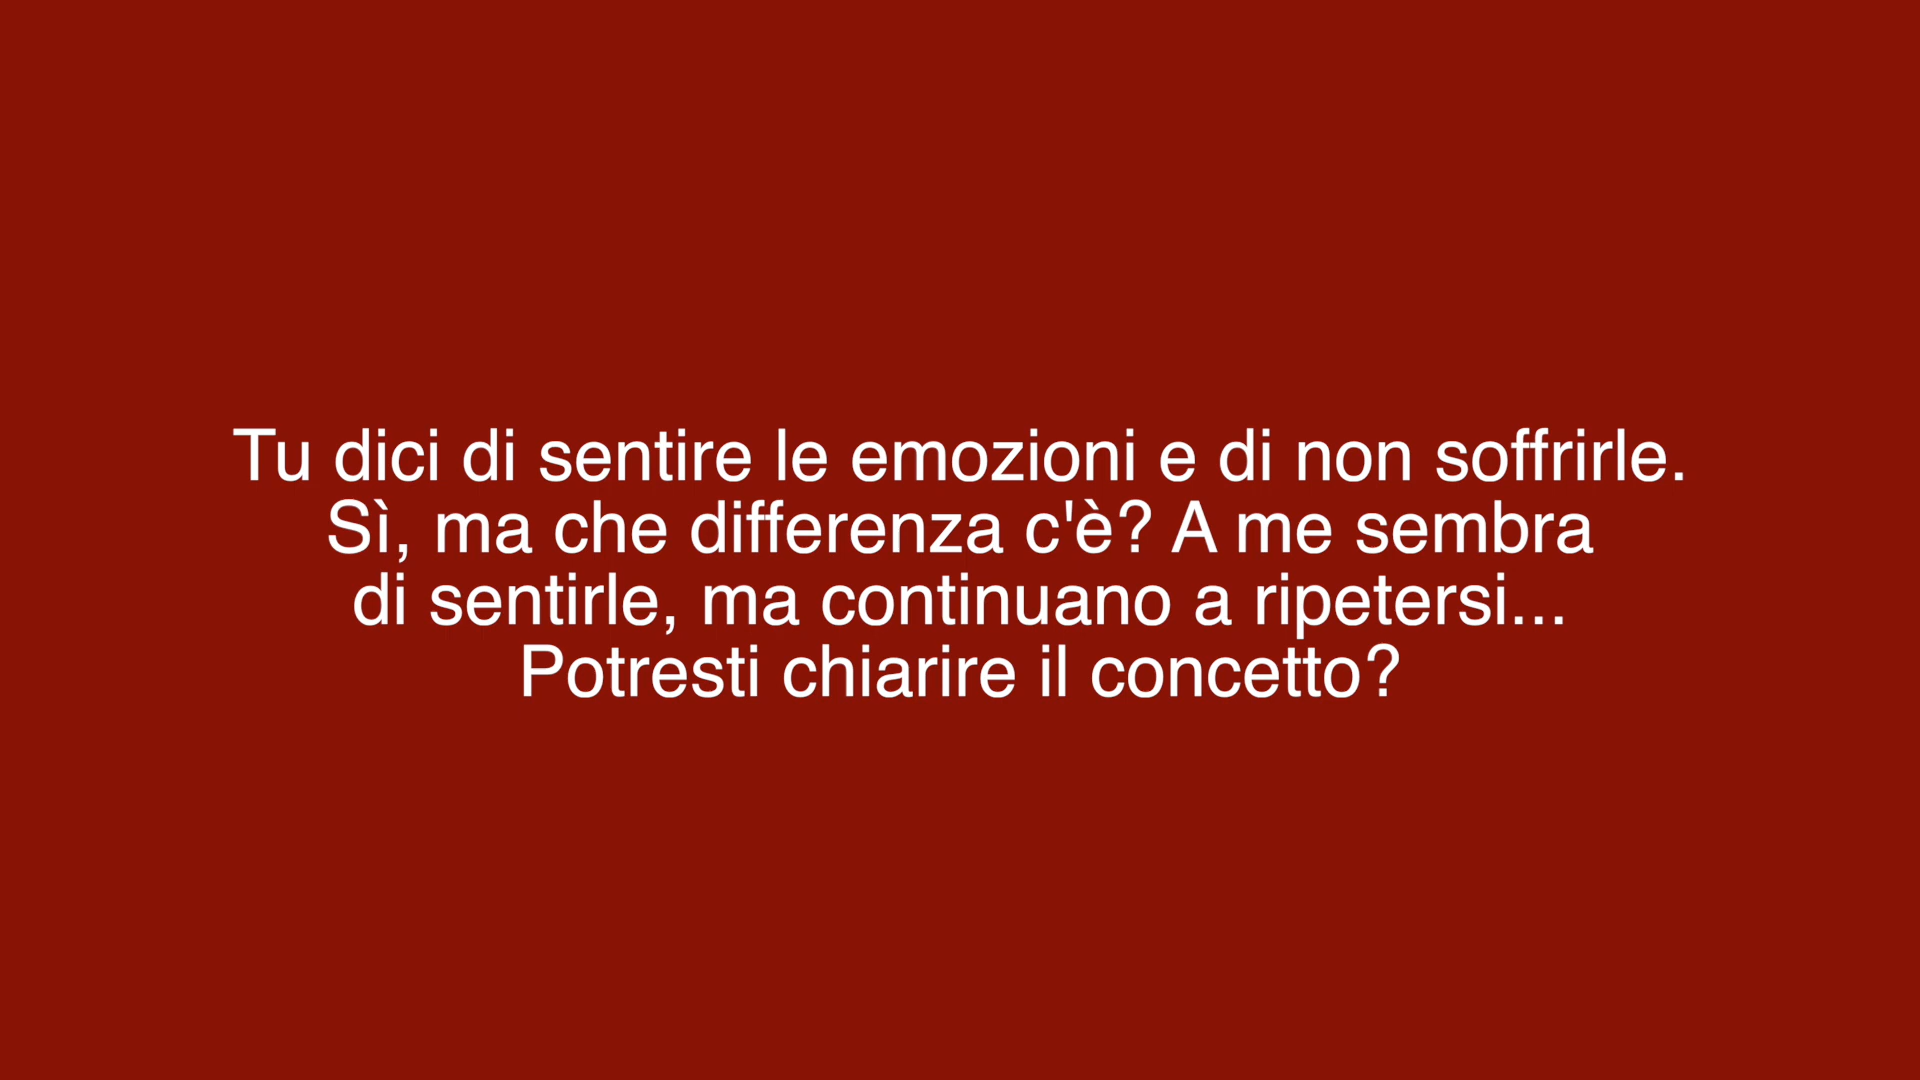 Tu dici di sentire le emozioni e di non soffrirle.
Sì, ma che differenza c'è? A me sembra
di sentirle, ma continuano a ripetersi...
Potresti chiarire il concetto?